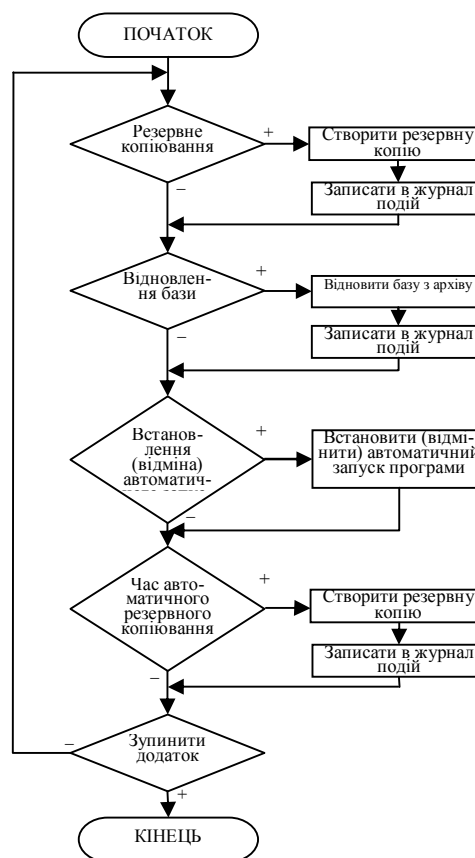 ПОЧАТОК
Резервне
копіювання
+
Створити резервну
копію
–
Записати в журнал
подій
Відновлен-
ня бази
+
Відновити базу з архіву
–
Записати в журнал
подій
Встанов-
лення
(відміна)
автоматич-
+
Встановити (відмі-
нити) автоматичний
запуск програми
–
Час авто-
матичного
резервного
копіювання
+
Створити резервну
копію
–
Записати в журнал
подій
–
Зупинити
додаток
+
КІНЕЦЬ